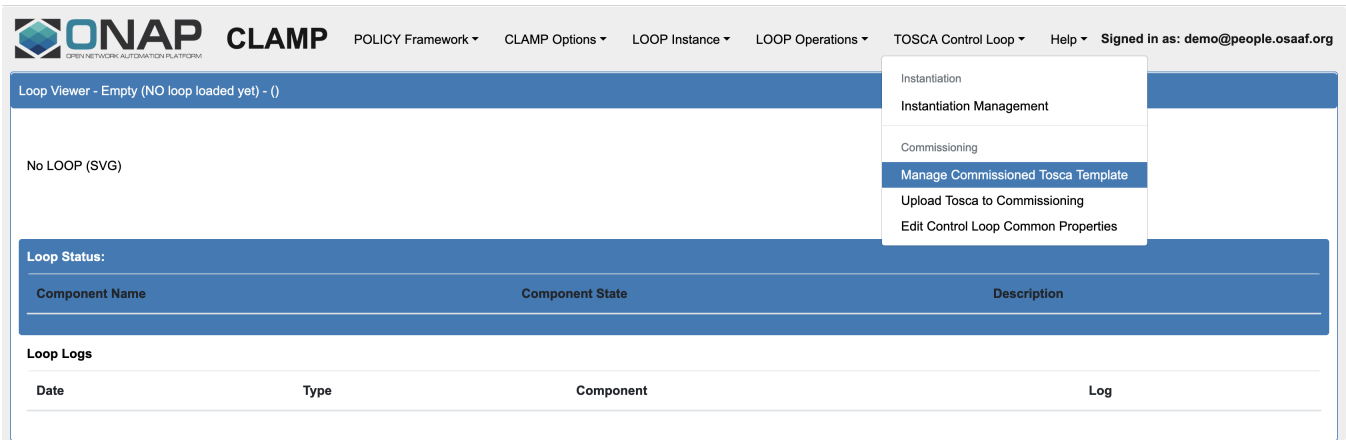 ONAP
OPEN NETWORK AUTOMATION PLATFORM
CLAMP
POLICY Framework CLAMP Options LOOP Instance LOOP Operations TOSCA Control Loop Help Signed in as: demo@people.osaaf.org
Instantiation
Instantiation Management
Commissioning
Manage Commissioned Tosca Template
Upload Tosca to Commissioning
Edit Control Loop Common Properties
Loop Viewer - Empty (NO loop loaded yet) - ()
No LOOP (SVG)
Loop Status:
Component Name Component State Description
Loop Logs
Date Type Component Log